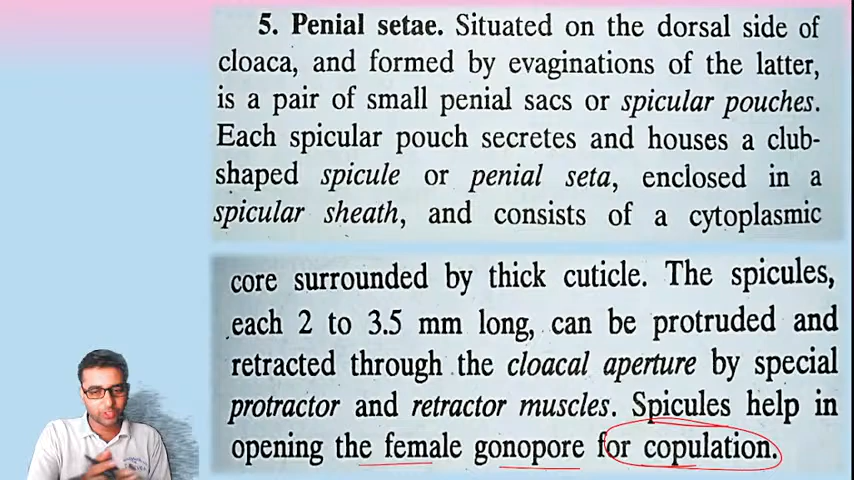 5. Penial setae. Situated on the dorsal side of
cloaca, and formed by evaginations of the latter,
is a pair of small penial sacs or spicular pouches.
Each spicular pouch secretes and houses a club-
shaped spicule or penial seta, enclosed in a
spicular sheath, and consists of a cytoplasmic
core surrounded by thick cuticle. The spicules,
each 2 to 3.5 mm long, can be protruded and
retracted through the cloacal aperture by special
protractor and retractor muscles. Spicules help in
opening the female gonopore for copulation.